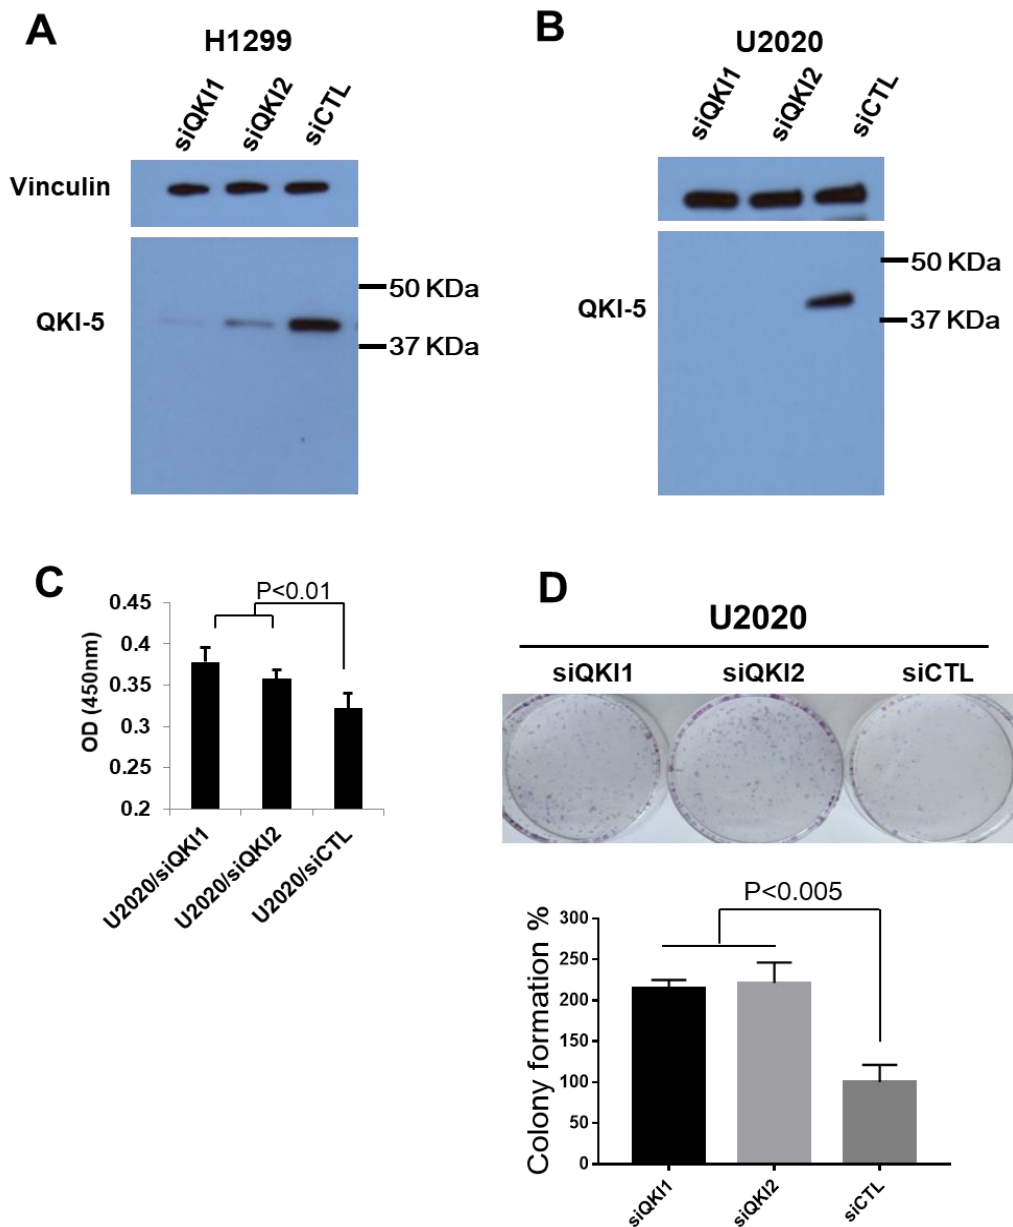 A
H1299
siQKI1
siQKI2
siCTL
Vinculin
QKI-5
50 KDa
37 KDa
B
U2020
siQKI1
siQKI2
siCTL
QKI-5
50 KDa
37 KDa
C
P<0.01
OD (450nm)
0.45
0.4
0.35
0.3
0.25
0.2
U2020/siQKI1
U2020/siQKI2
U2020/siCTL
D
U2020
siQKI1 siQKI2 siCTL
P<0.005
Colony formation %
300
250
200
150
100
50
0
siQKI1
siQKI2
siCTL